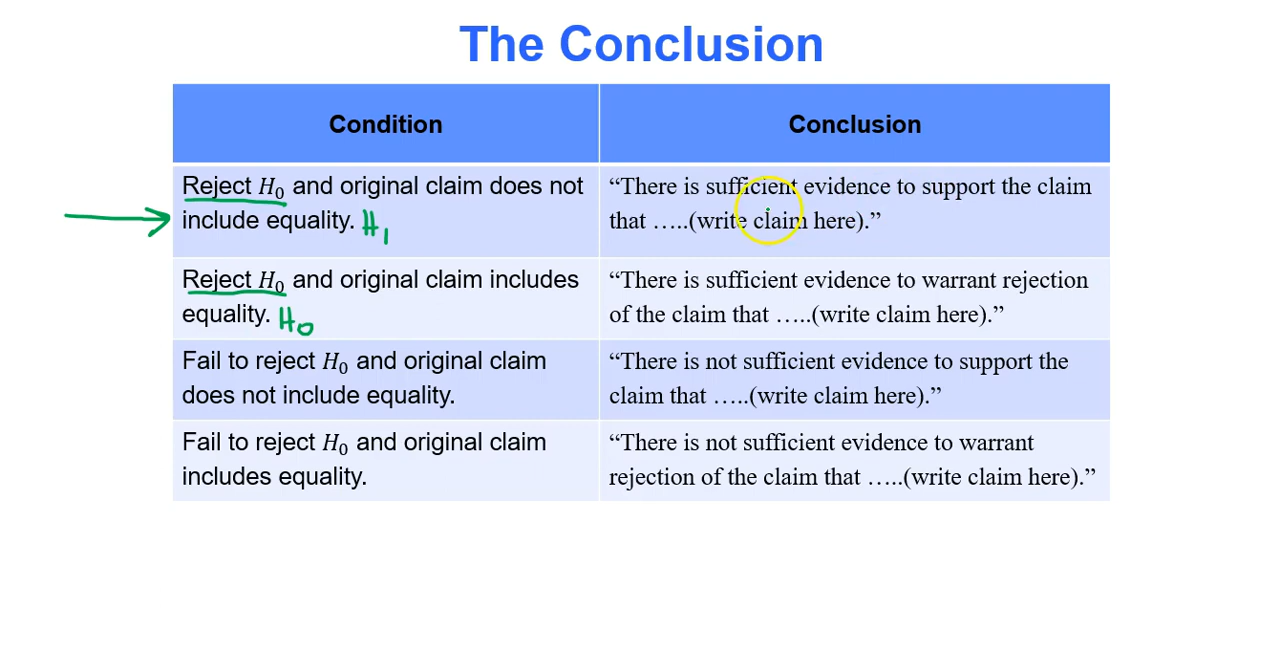 The Conclusion
Condition
Conclusion
Reject H₀ and original claim does not
include equality. H₁
“There is sufficient evidence to support the claim
that …..(write claim here).”
Reject H₀ and original claim includes
equality. H₀
“There is sufficient evidence to warrant rejection
of the claim that …..(write claim here).”
Fail to reject H₀ and original claim
does not include equality.
“There is not sufficient evidence to support the
claim that …..(write claim here).”
Fail to reject H₀ and original claim
includes equality.
“There is not sufficient evidence to warrant
rejection of the claim that …..(write claim here).”